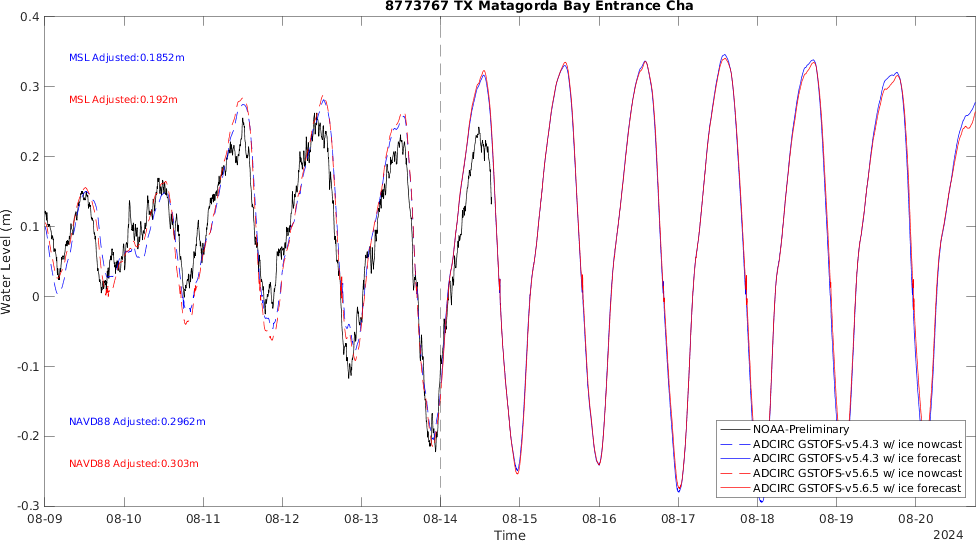 8773767 TX Matagorda Bay Entrance Cha
0.4
0.3
0.2
0.1
0
-0.1
-0.2
-0.3
Water Level (m)
MSL Adjusted:0.1852m
MSL Adjusted:0.192m
NAVD88 Adjusted:0.2962m
NAVD88 Adjusted:0.303m
NOAA-Preliminary
ADCIRC GSTOFS-v5.4.3 w/ ice nowcast
ADCIRC GSTOFS-v5.4.3 w/ ice forecast
ADCIRC GSTOFS-v5.6.5 w/ ice nowcast
ADCIRC GSTOFS-v5.6.5 w/ ice forecast
08-09 08-10 08-11 08-12 08-13 08-14 08-15 08-16 08-17 08-18 08-19 08-20
Time
2024